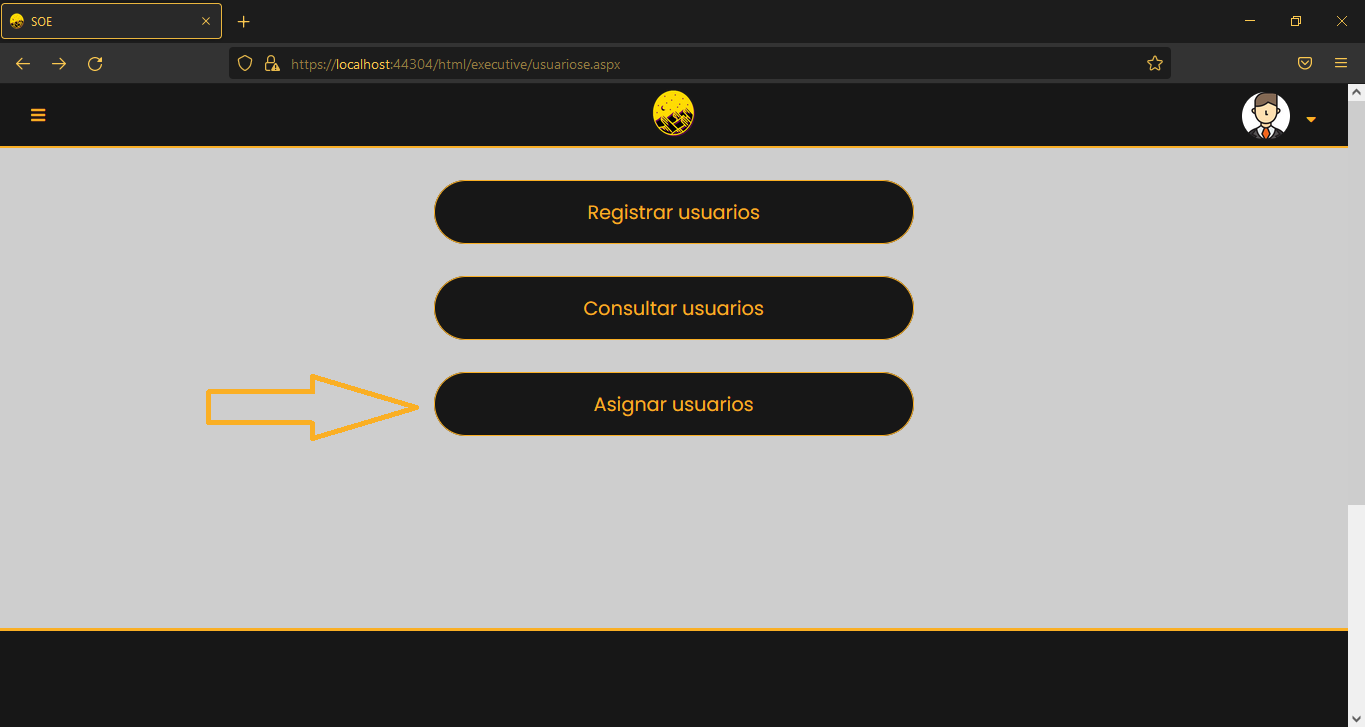 SOE
https://localhost:44304/html/executive/usuariose.aspx
Registrar usuarios
Consultar usuarios
Asignar usuarios